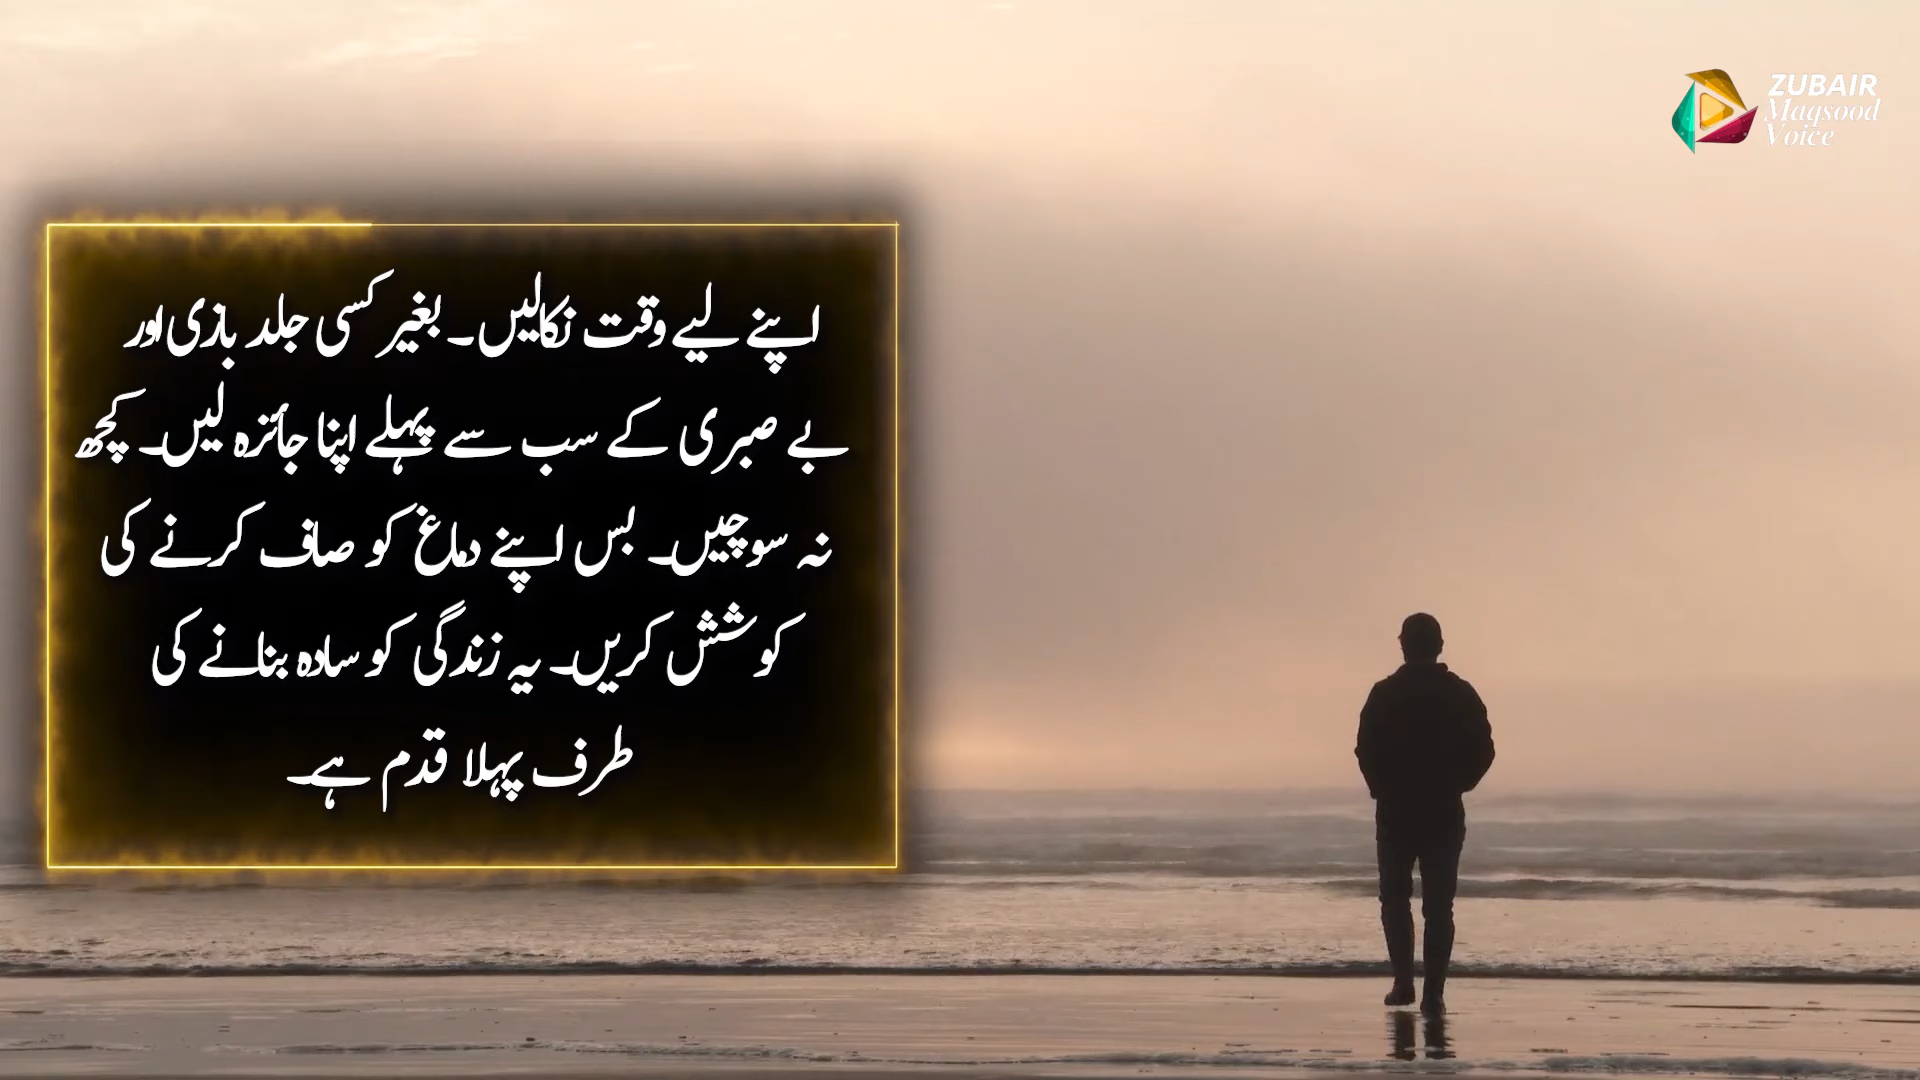 اپنے لیے وقت نکالیں۔ بغیر کسی جلد بازی اور
بے صبری کے سب سے پہلے اپنا جائزہ لیں۔ کچھ
نہ سوچیں۔ بس اپنے دماغ کو صاف کرنے کی
کوشش کریں۔ یہ زندگی کو سادہ بنانے کی
طرف پہلا قدم ہے۔
ZUBAIR
Maqsood
Voice